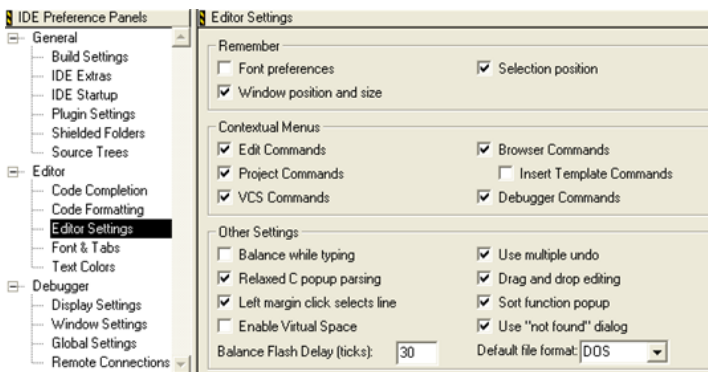 IDE Preference Panels
General
Build Settings
IDE Extras
IDE Startup
Plugin Settings
Shielded Folders
Source Trees
Editor
Code Completion
Code Formatting
Editor Settings
Font & Tabs
Text Colors
Debugger
Display Settings
Window Settings
Global Settings
Remote Connections
Editor Settings
Remember
Font preferences
Selection position
Window position and size
Contextual Menus
Edit Commands
Browser Commands
Project Commands
Insert Template Commands
VCS Commands
Debugger Commands
Other Settings
Balance while typing
Use multiple undo
Relaxed C popup parsing
Drag and drop editing
Left margin click selects line
Sort function popup
Enable Virtual Space
Use "not found" dialog
Balance Flash Delay (ticks): 30
Default file format: DOS